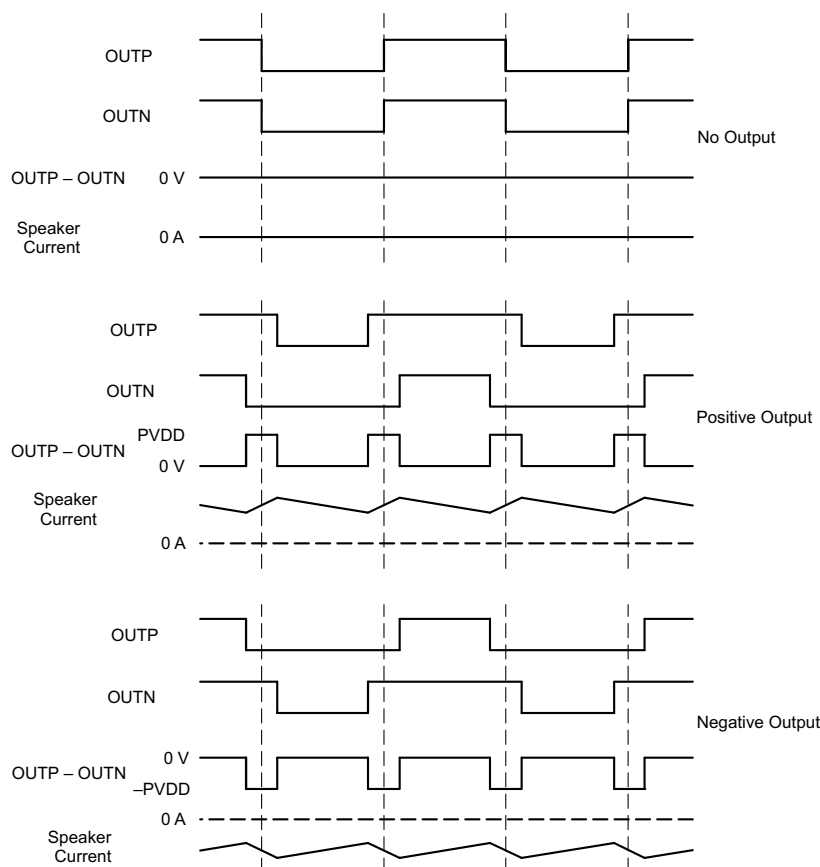 OUTP
OUTN
No Output
OUTP – OUTN 0 V
Speaker
Current
0 A
OUTP
OUTN
Positive Output
PVDD
OUTP – OUTN
0 V
Speaker
Current
0 A
OUTP
OUTN
Negative Output
0 V
OUTP – OUTN
–PVDD
0 A
Speaker
Current